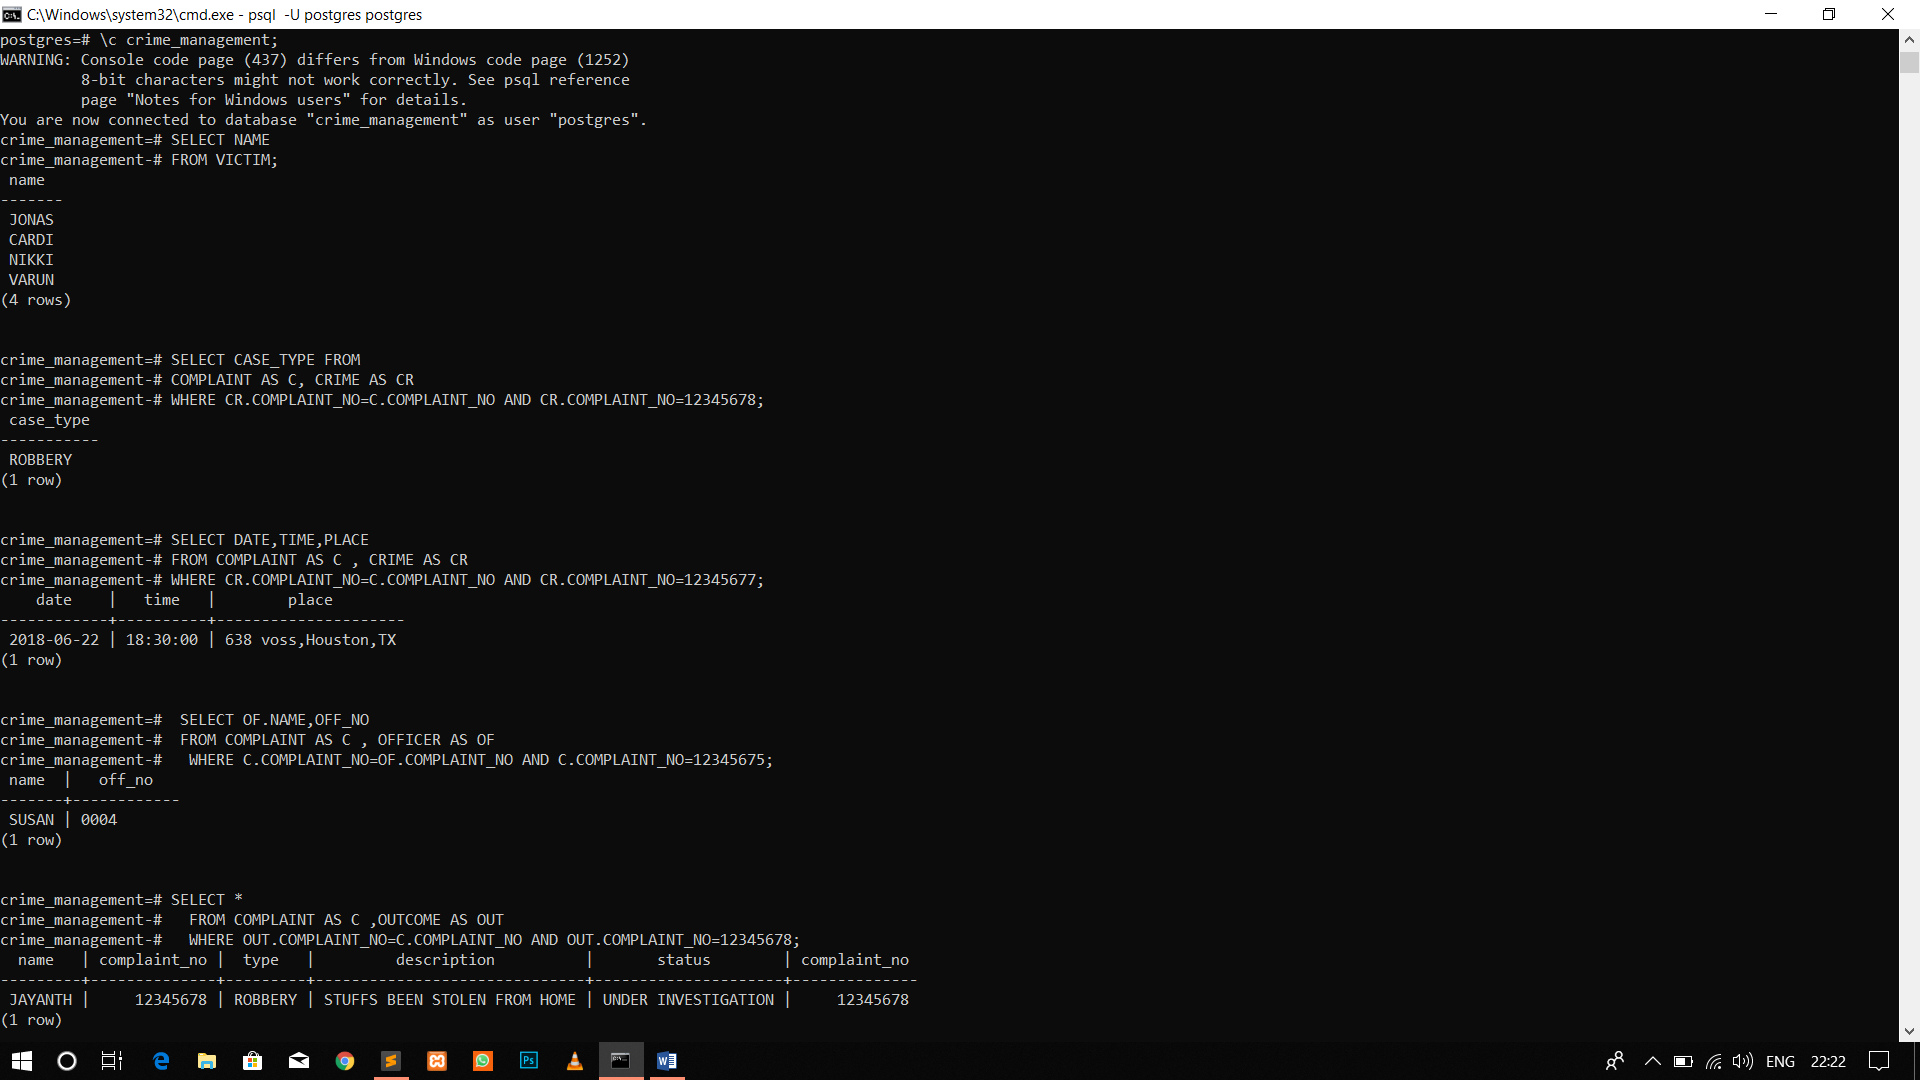 C:\Windows\system32\cmd.exe - psql  -U postgres postgres
postgres=# \c crime_management;
WARNING: Console code page (437) differs from Windows code page (1252)
         8-bit characters might not work correctly. See psql reference
         page "Notes for Windows users" for details.
You are now connected to database "crime_management" as user "postgres".
crime_management=# SELECT NAME
crime_management-# FROM VICTIM;
 name
-------
 JONAS
 CARDI
 NIKKI
 VARUN
(4 rows)
crime_management=# SELECT CASE_TYPE FROM
crime_management-# COMPLAINT AS C, CRIME AS CR
crime_management-# WHERE CR.COMPLAINT_NO=C.COMPLAINT_NO AND CR.COMPLAINT_NO=12345678;
 case_type
-----------
 ROBBERY
(1 row)
crime_management=# SELECT DATE,TIME,PLACE
crime_management-# FROM COMPLAINT AS C , CRIME AS CR
crime_management-# WHERE CR.COMPLAINT_NO=C.COMPLAINT_NO AND CR.COMPLAINT_NO=12345677;
    date    |   time   |        place
------------+----------+---------------------
 2018-06-22 | 18:30:00 | 638 voss,Houston,TX
(1 row)
crime_management=#  SELECT OF.NAME,OFF_NO
crime_management-#  FROM COMPLAINT AS C , OFFICER AS OF
crime_management-#   WHERE C.COMPLAINT_NO=OF.COMPLAINT_NO AND C.COMPLAINT_NO=12345675;
 name  |   off_no
-------+------------
 SUSAN | 0004
(1 row)
crime_management=# SELECT *
crime_management-#   FROM COMPLAINT AS C ,OUTCOME AS OUT
crime_management-#   WHERE OUT.COMPLAINT_NO=C.COMPLAINT_NO AND OUT.COMPLAINT_NO=12345678;
  name   | complaint_no |  type   |         description          |       status        | complaint_no
---------+--------------+---------+------------------------------+---------------------+--------------
 JAYANTH |     12345678 | ROBBERY | STUFFS BEEN STOLEN FROM HOME | UNDER INVESTIGATION |     12345678
(1 row)
Ps
ENG 22:22